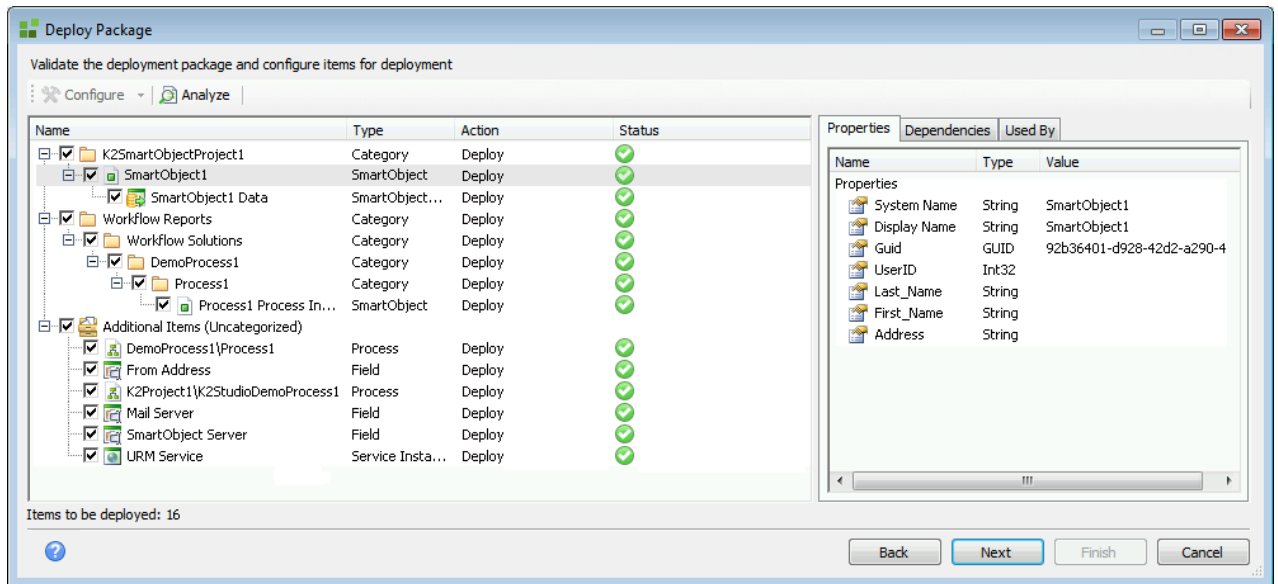 Deploy Package
Validate the deployment package and configure items for deployment
Configure Analyze
Name Type Action Status
K2SmartObjectProject1 Category Deploy
SmartObject1 SmartObject Deploy
SmartObject1 Data SmartObject... Deploy
Workflow Reports Category Deploy
Workflow Solutions Category Deploy
DemoProcess1 Category Deploy
Process1 Category Deploy
Process1 Process In... SmartObject Deploy
Additional Items (Uncategorized)
DemoProcess1\Process1 Process Deploy
From Address Field Deploy
K2Project1\K2StudioDemoProcess1 Process Deploy
Mail Server Field Deploy
SmartObject Server Field Deploy
URM Service Service Insta... Deploy
Properties Dependencies Used By
Name Type Value
Properties
System Name String SmartObject1
Display Name String SmartObject1
Guid GUID 92b36401-d928-42d2-a290-4
UserID Int32
Last_Name String
First_Name String
Address String
Items to be deployed: 16
Back Next Finish Cancel